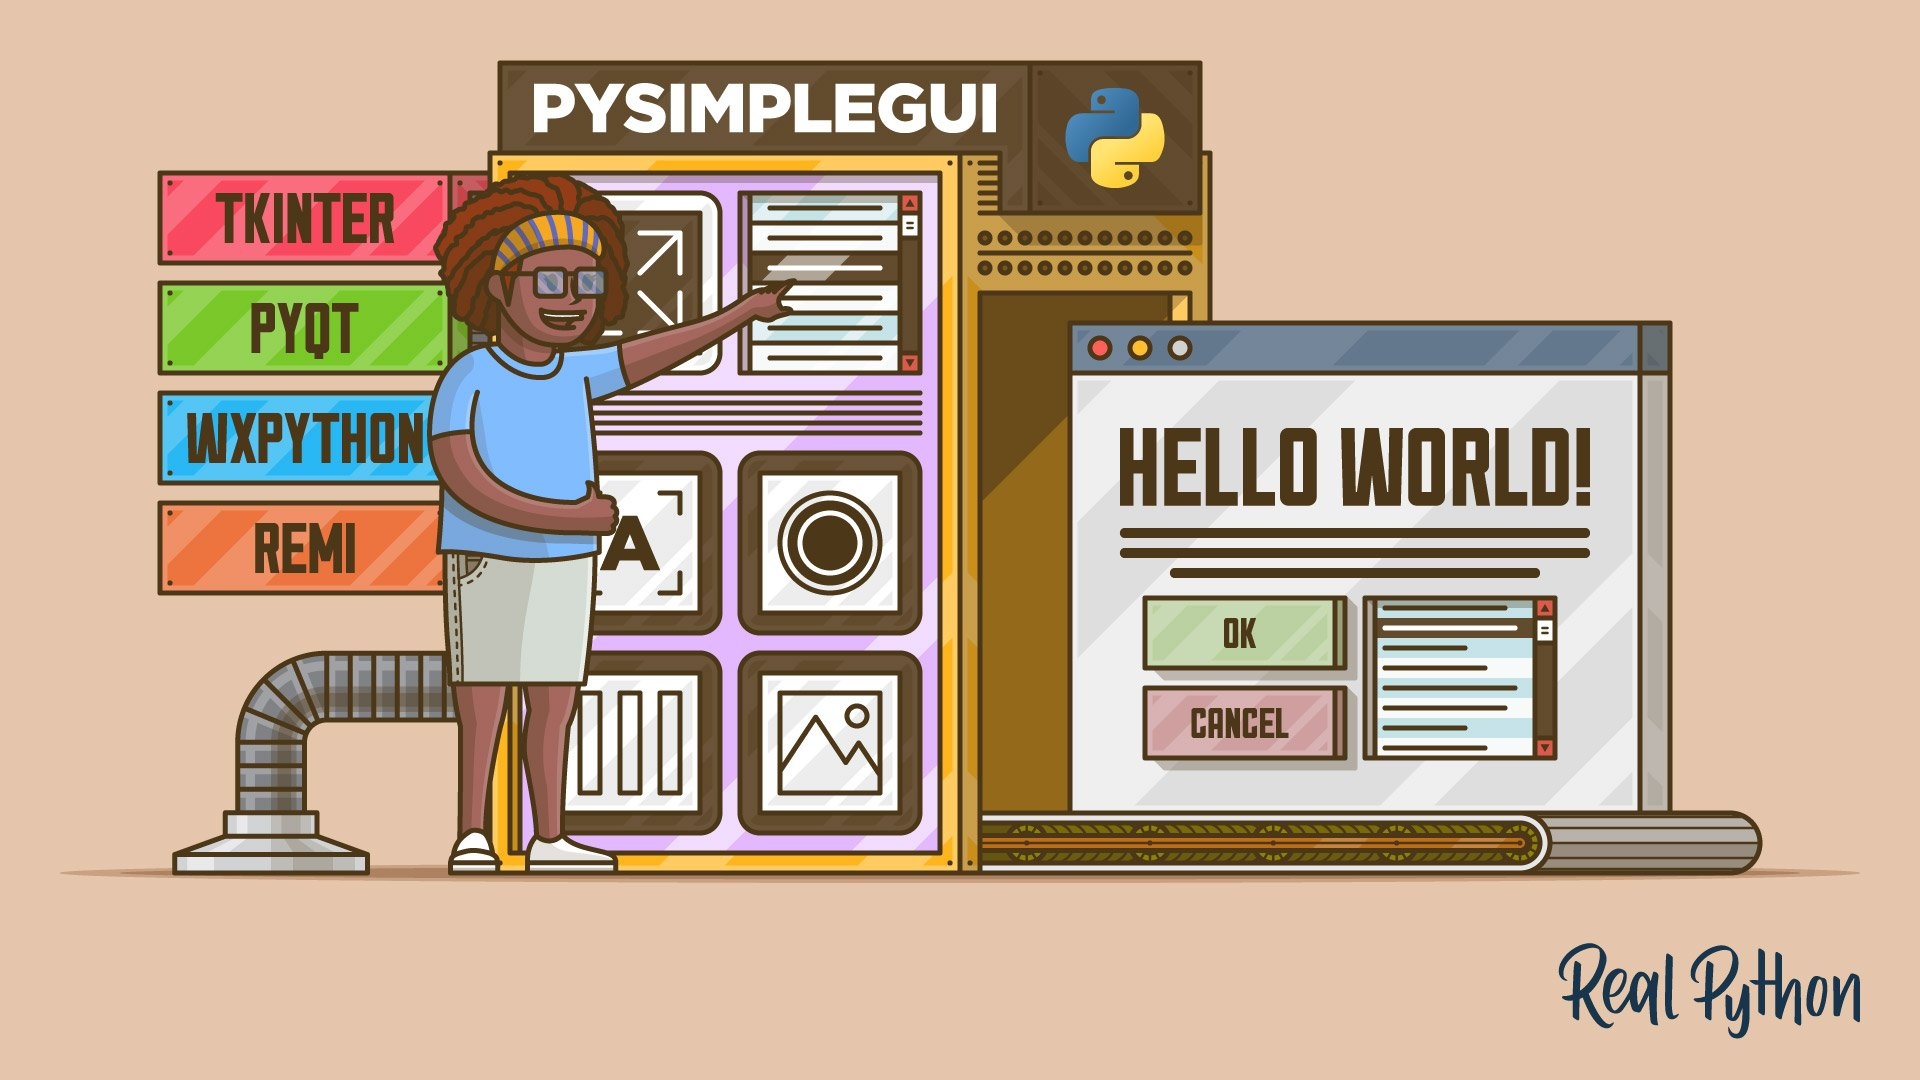 PYSIMPLEGUI
TKINTER
PYQT
WXPYTHON
REMI
A
HELLO WORLD!
OK
CANCEL
Real Python